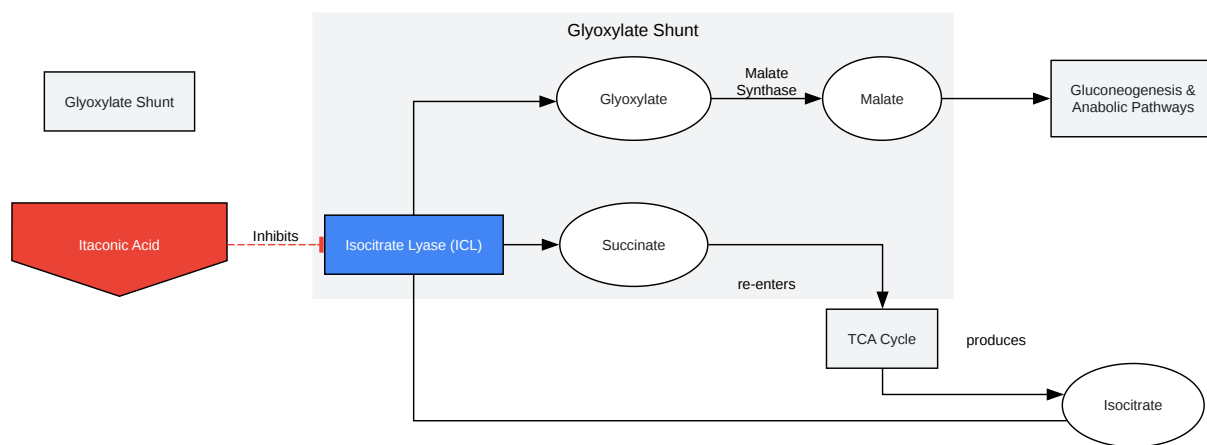 Glyoxylate Shunt
Glyoxylate Shunt
Glyoxylate
Malate
Synthase
Malate
Gluconeogenesis &
Anabolic Pathways
Itaconic Acid
Inhibits
Isocitrate Lyase (ICL)
Succinate
re-enters
TCA Cycle
produces
Isocitrate